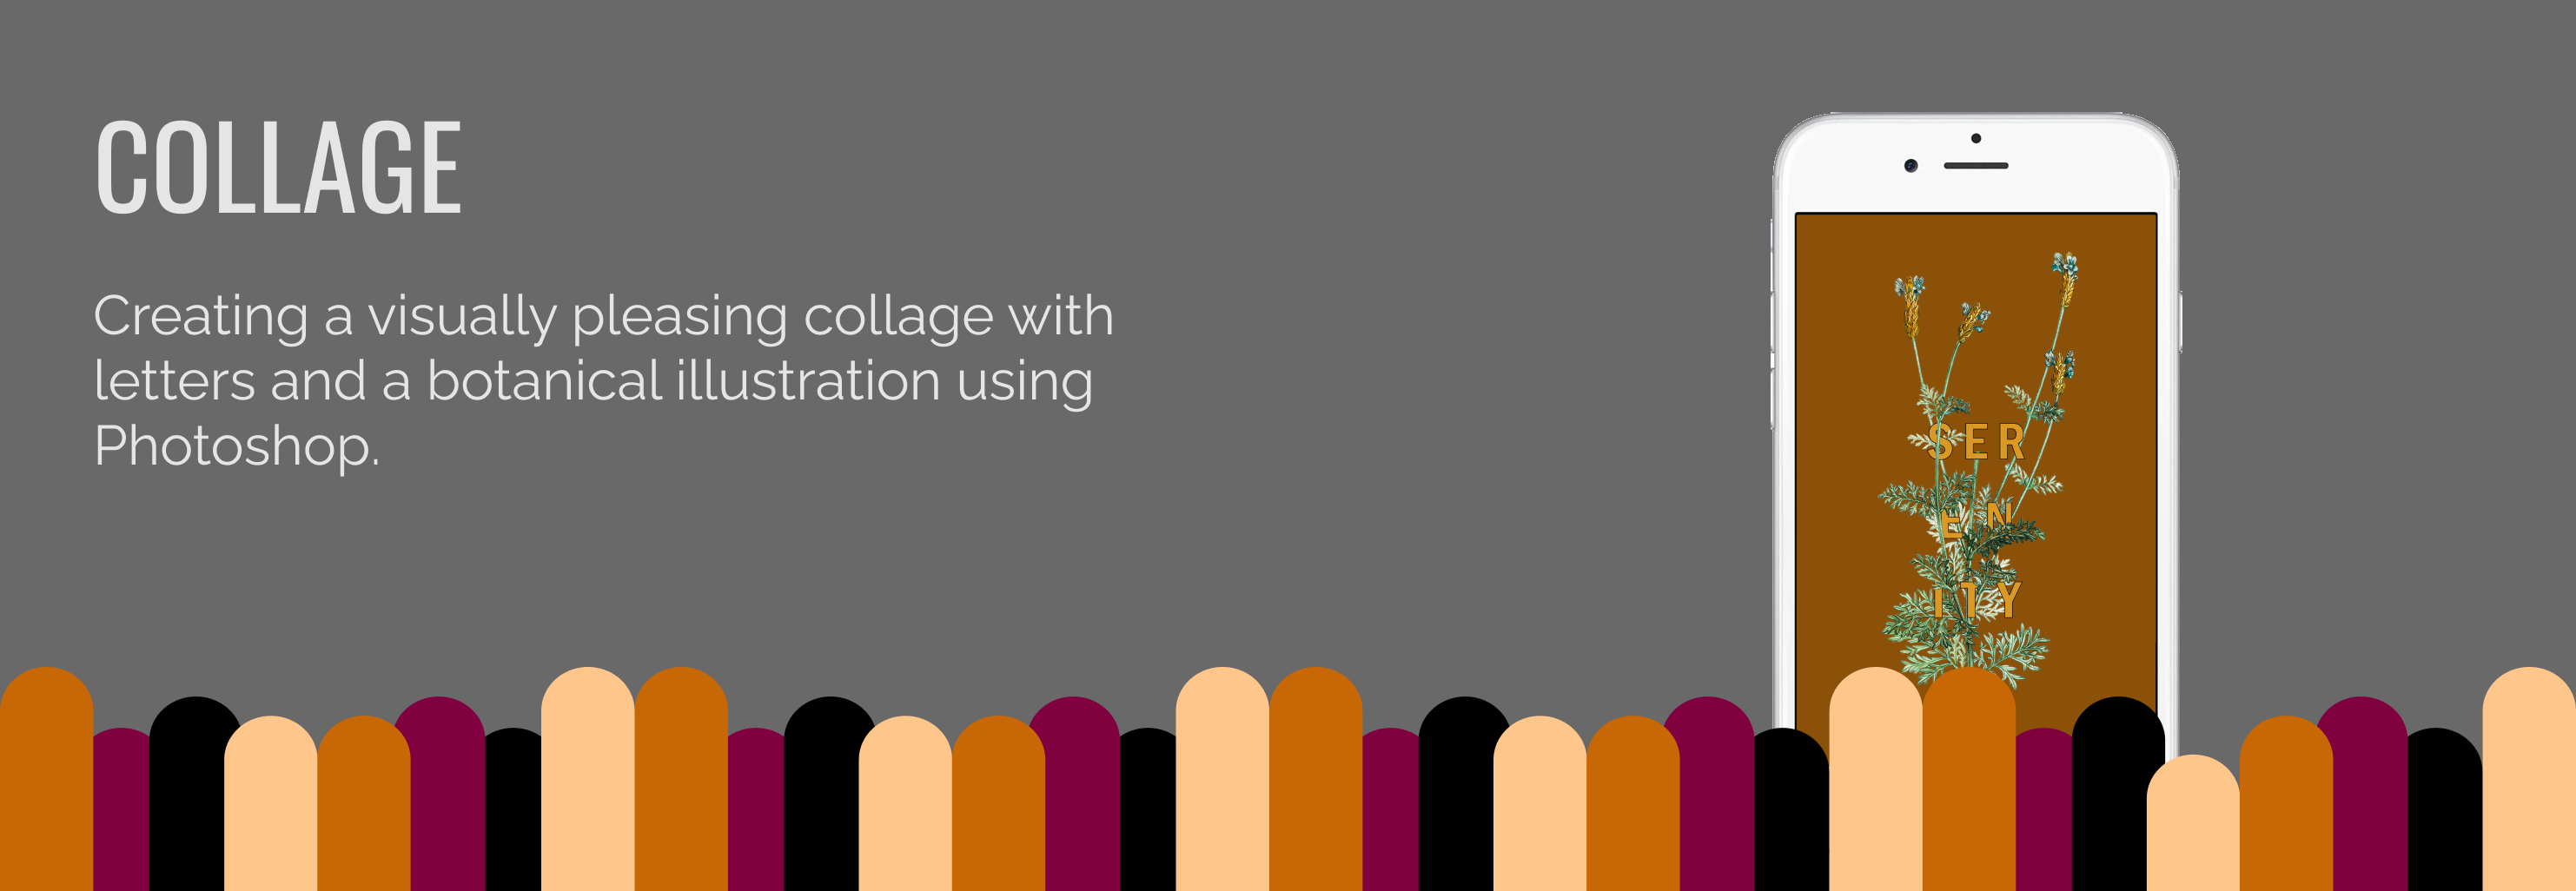 COLLAGE
Creating a visually pleasing collage with
letters and a botanical illustration using
Photoshop.
SER
EN
ITY